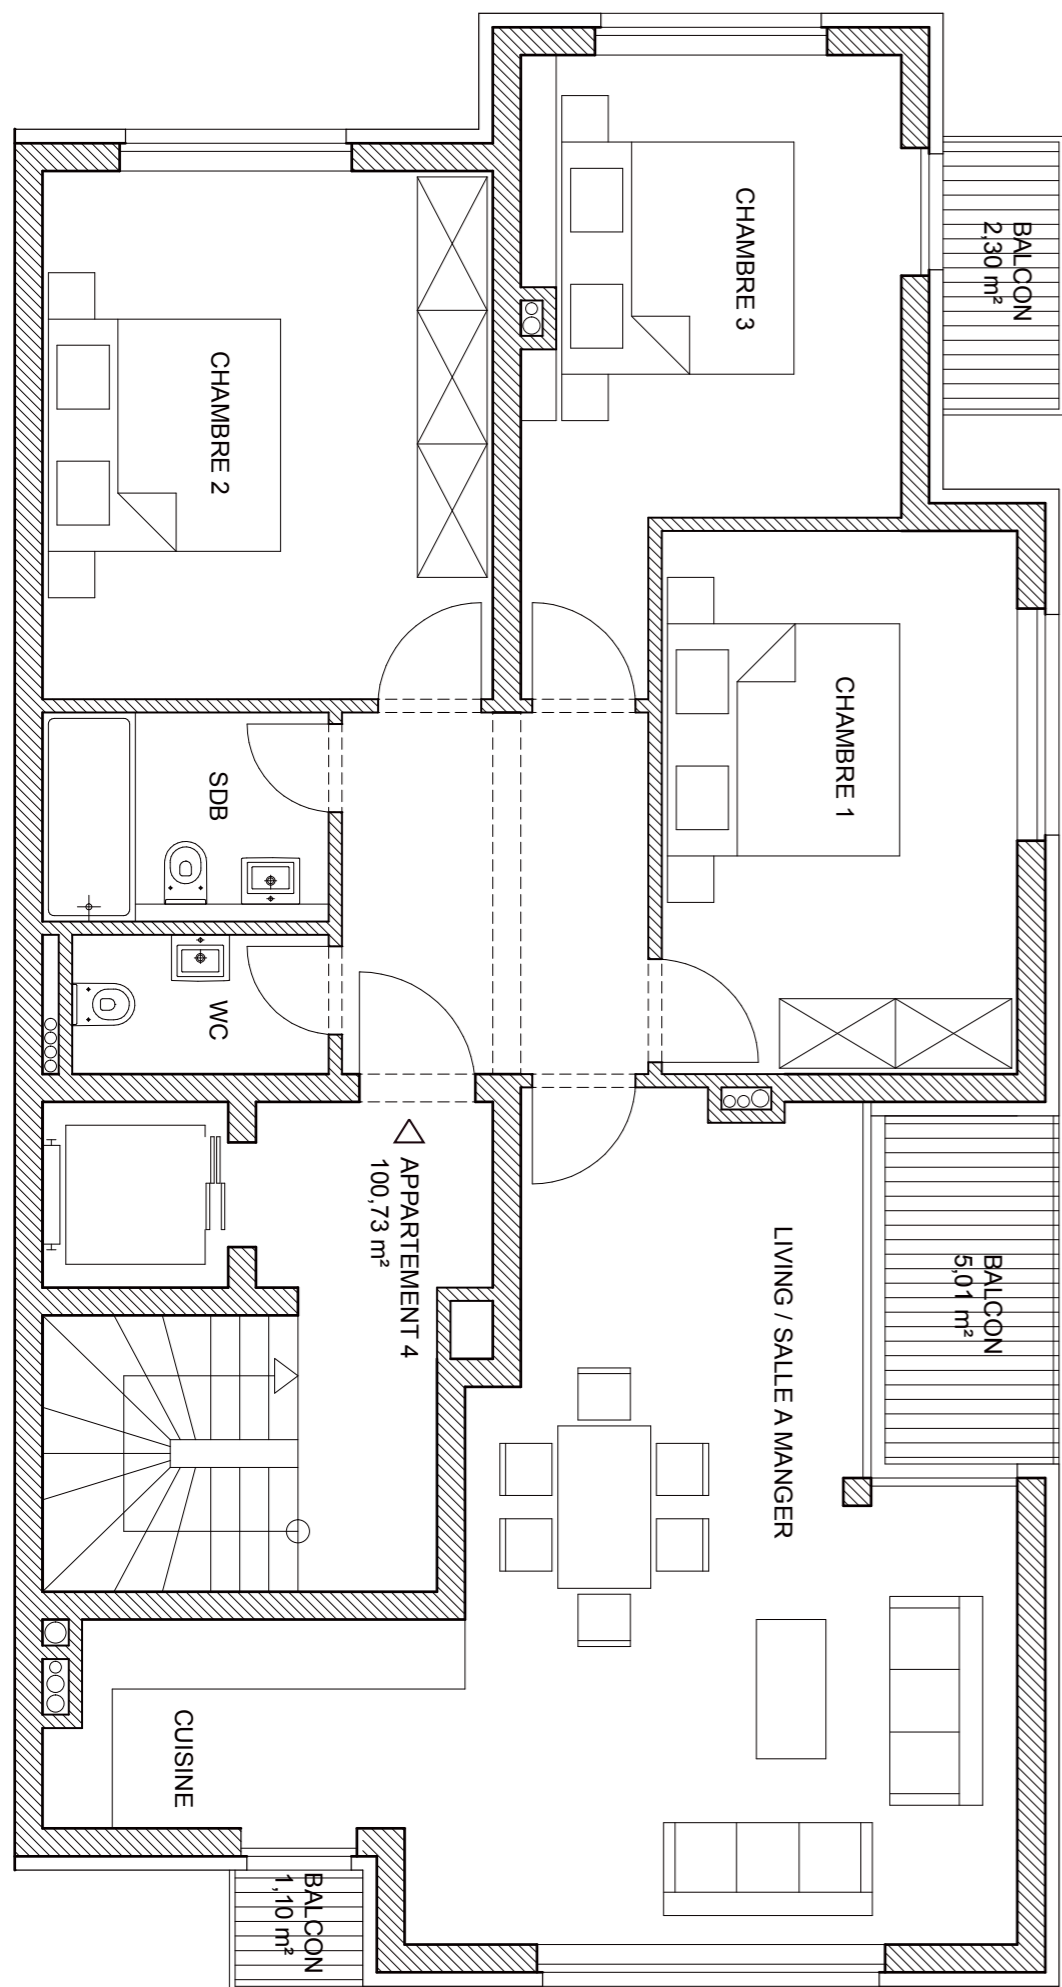 BALCON
2,30 m²
CHAMBRE 3
CHAMBRE 2
CHAMBRE 1
SDB
WC
APPARTEMENT 4
100,73 m²
LIVING / SALLE A MANGER
BALCON
5,01 m²
CUISINE
BALCON
1,10 m²